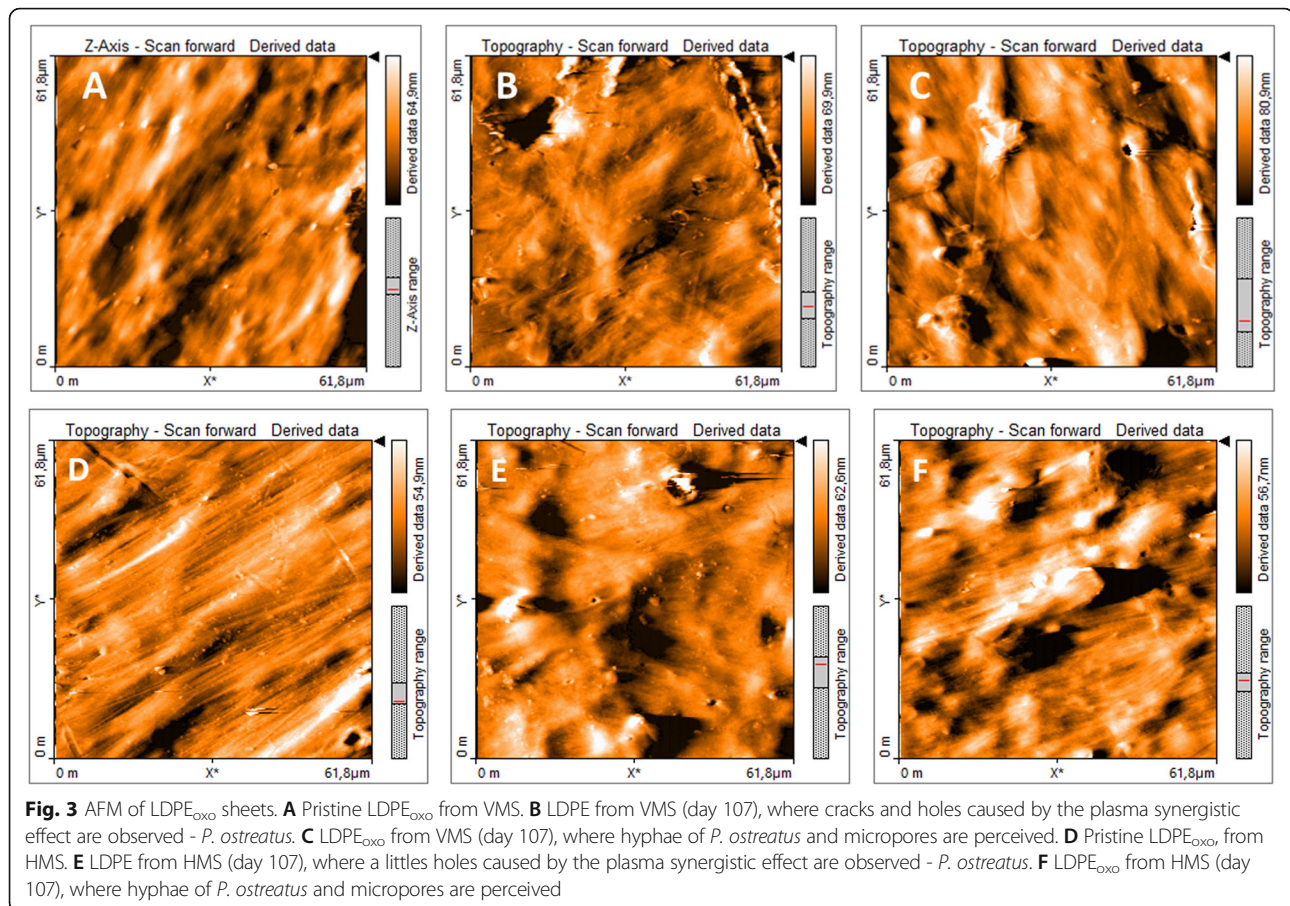 Z-Axis - Scan forward Derived data
A
61,8µm
Y*
0 m
0 m
X*
61,8µm
Derived data 64,9nm
Z-Axis range
Topography - Scan forward Derived data
B
61,8µm
Y*
0 m
0 m
X*
61,8µm
Derived data 69,9nm
Topography range
Topography - Scan forward Derived data
C
61,8µm
Y*
0 m
0 m
X*
61,8µm
Derived data 80,9nm
Topography range
Topography - Scan forward Derived data
D
61,8µm
Y*
0 m
0 m
X*
61,8µm
Derived data 54,9nm
Topography range
Topography - Scan forward Derived data
E
61,8µm
Y*
0 m
0 m
X*
61,8µm
Derived data 62,6nm
Topography range
Topography - Scan forward Derived data
F
61,8µm
Y*
0 m
0 m
X*
61,8µm
Derived data 56,7nm
Topography range
Fig. 3 AFM of LDPEoxo sheets. A Pristine LDPEoxo from VMS. B LDPE from VMS (day 107), where cracks and holes caused by the plasma synergistic
effect are observed - P. ostreatus. C LDPEoxo from VMS (day 107), where hyphae of P. ostreatus and micropores are perceived. D Pristine LDPEoxo, from
HMS. E LDPE from HMS (day 107), where a littles holes caused by the plasma synergistic effect are observed - P. ostreatus. F LDPEoxo from HMS (day
107), where hyphae of P. ostreatus and micropores are perceived